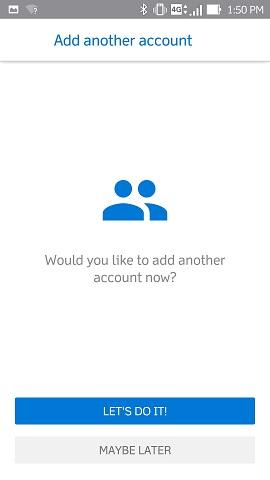 4G 1:50 PM
Add another account
Would you like to add another
account now?
LET'S DO IT!
MAYBE LATER